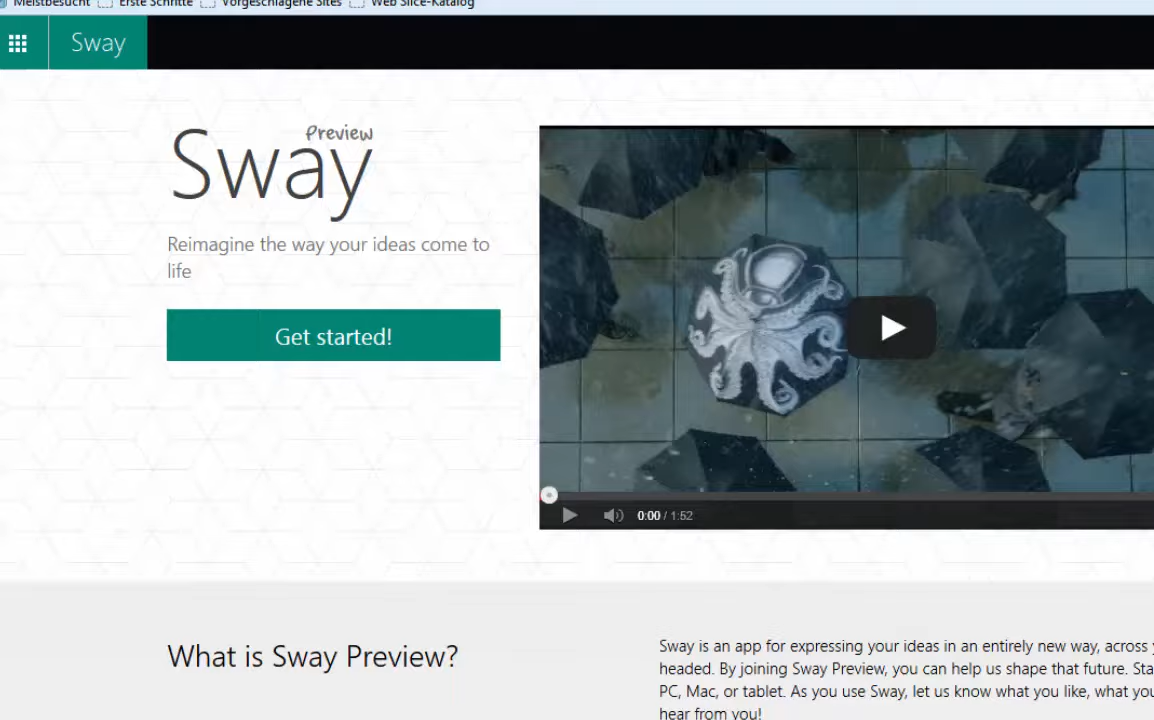 Meistbesucht Erste Schritte Vorgeschlagene Sites Web Slice-Katalog
Sway
Preview
Sway
Reimagine the way your ideas come to
life
Get started!
0:00 / 1:52
What is Sway Preview?
Sway is an app for expressing your ideas in an entirely new way, across
headed. By joining Sway Preview, you can help us shape that future. Sta
PC, Mac, or tablet. As you use Sway, let us know what you like, what you
hear from you!